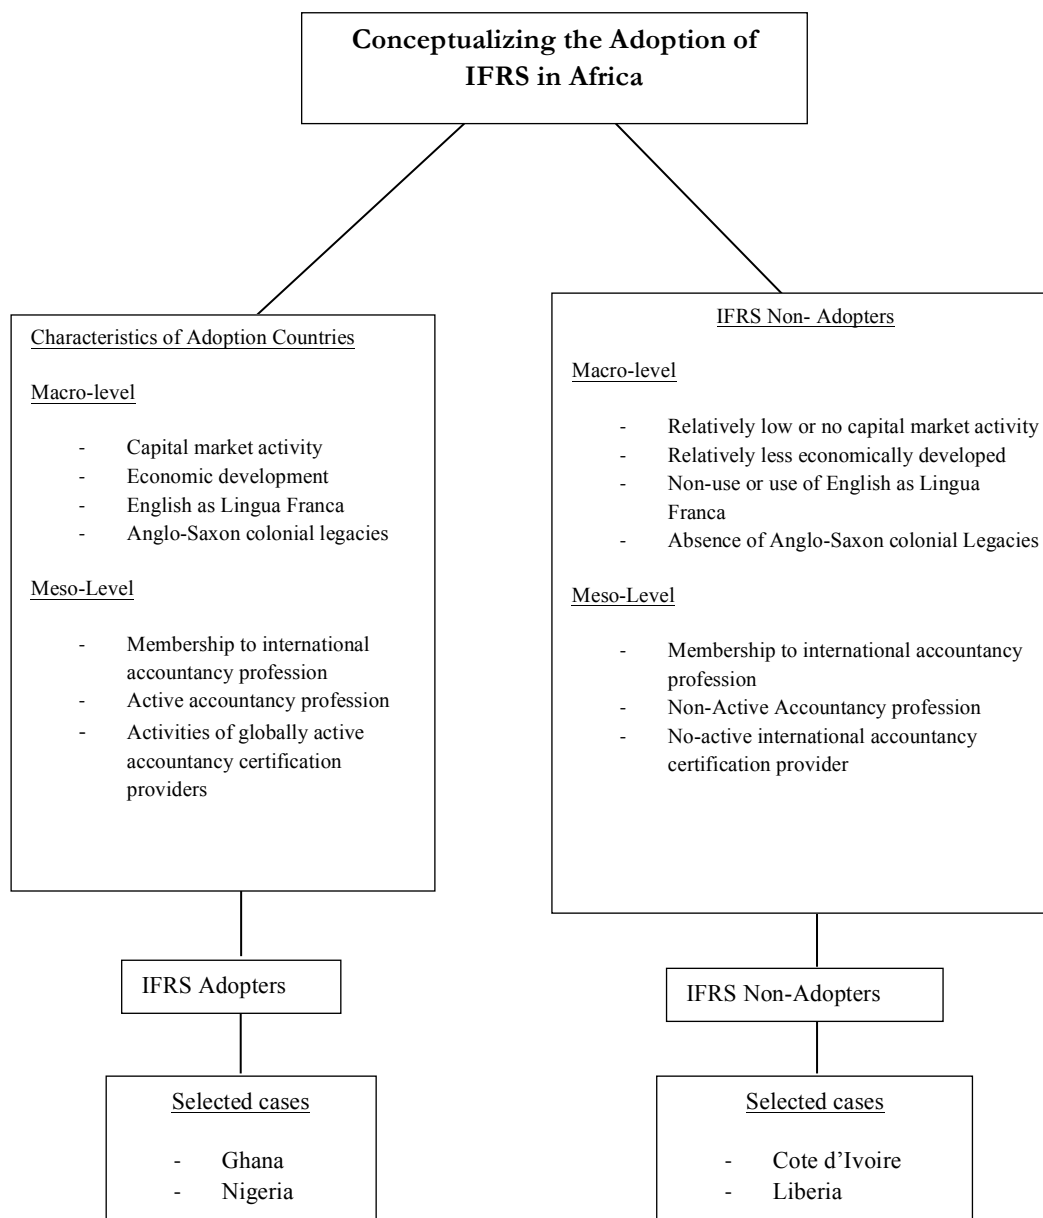 Conceptualizing the Adoption of
IFRS in Africa
Characteristics of Adoption Countries
Macro-level
- Capital market activity
- Economic development
- English as Lingua Franca
- Anglo-Saxon colonial legacies
Meso-Level
- Membership to international
accountancy profession
- Active accountancy profession
- Activities of globally active
accountancy certification
providers
IFRS Adopters
Selected cases
- Ghana
- Nigeria
IFRS Non- Adopters
Macro-level
- Relatively low or no capital market activity
- Relatively less economically developed
- Non-use or use of English as Lingua
Franca
- Absence of Anglo-Saxon colonial Legacies
Meso-Level
- Membership to international accountancy
profession
- Non-Active Accountancy profession
- No-active international accountancy
certification provider
IFRS Non-Adopters
Selected cases
- Cote d’Ivoire
- Liberia